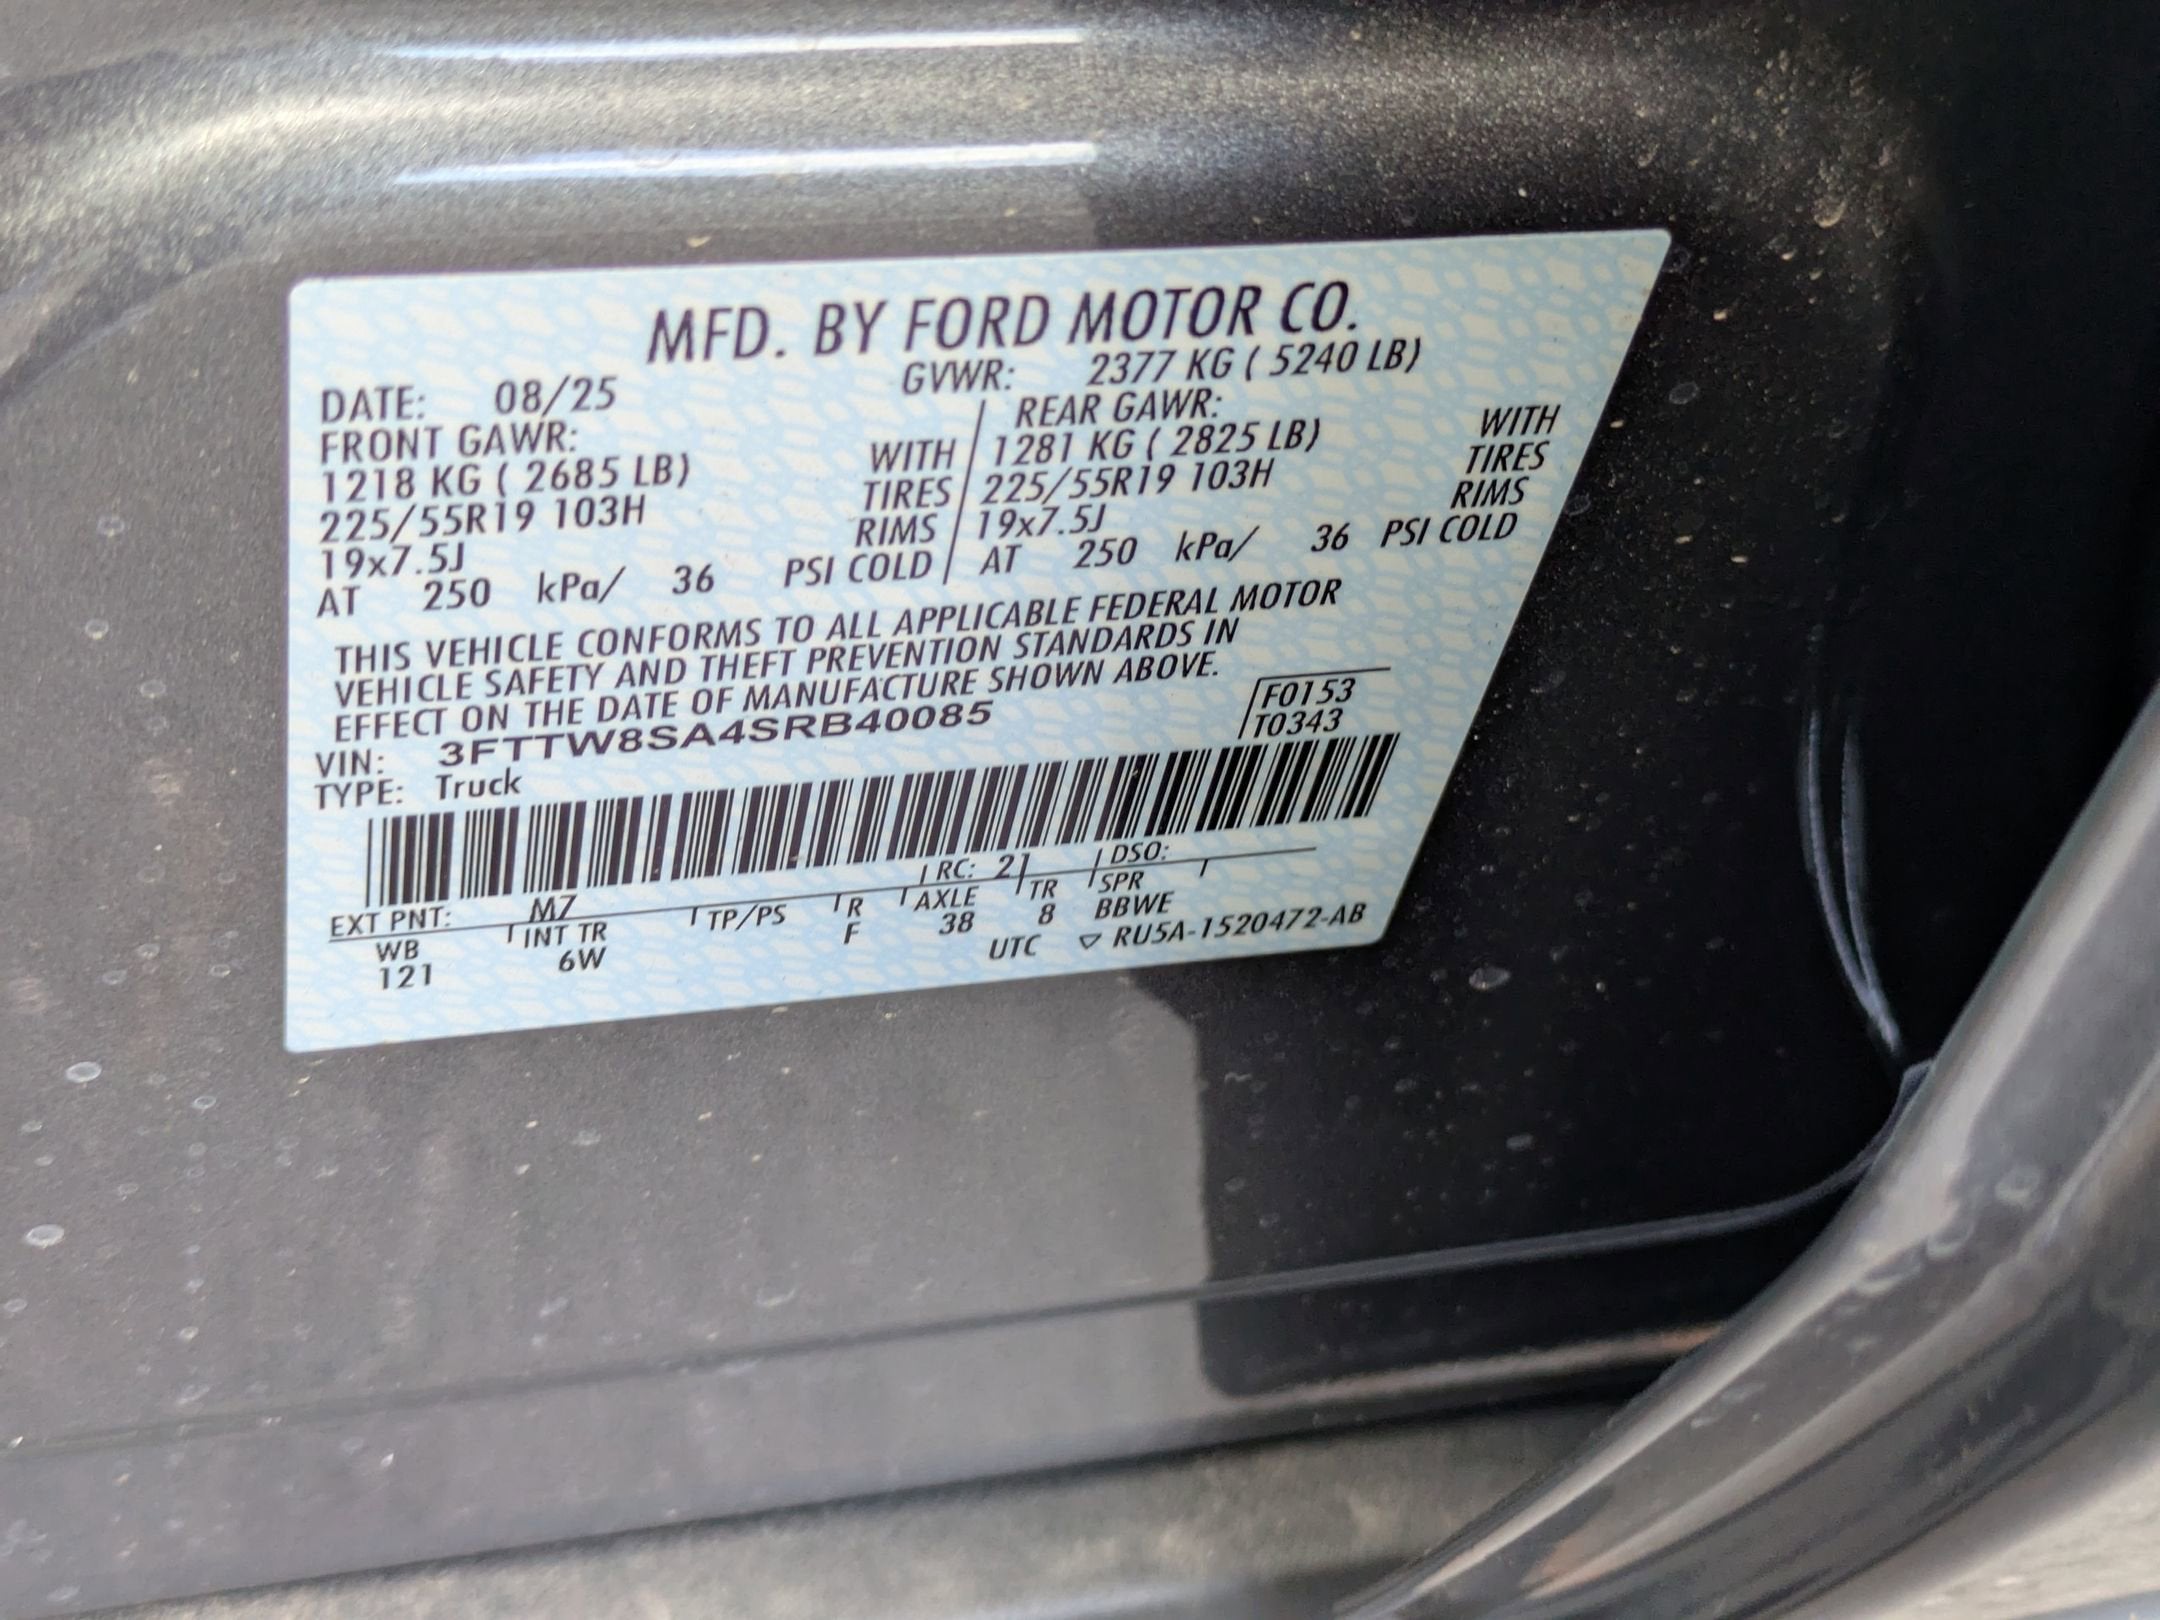 MFD. BY FORD MOTOR CO.
DATE: 08/25 GVWR: 2377 KG ( 5240 LB)
FRONT GAWR: REAR GAWR:
1218 KG ( 2685 LB) WITH 1281 KG ( 2825 LB) WITH
225/55R19 103H TIRES 225/55R19 103H TIRES
19x7.5J RIMS 19x7.5J RIMS
AT 250 kPa/ 36 PSI COLD AT 250 kPa/ 36 PSI COLD
THIS VEHICLE CONFORMS TO ALL APPLICABLE FEDERAL MOTOR
VEHICLE SAFETY AND THEFT PREVENTION STANDARDS IN
EFFECT ON THE DATE OF MANUFACTURE SHOWN ABOVE.
F0153
VIN: 3FTTW8SA4SRB40085 T0343
TYPE: Truck
EXT PNT: M7 RC: 21 DSO:
WB INT TR TP/PS R AXLE TR SPR
121 6W F 38 8 BBWE
UTC ▽ RU5A-1520472-AB